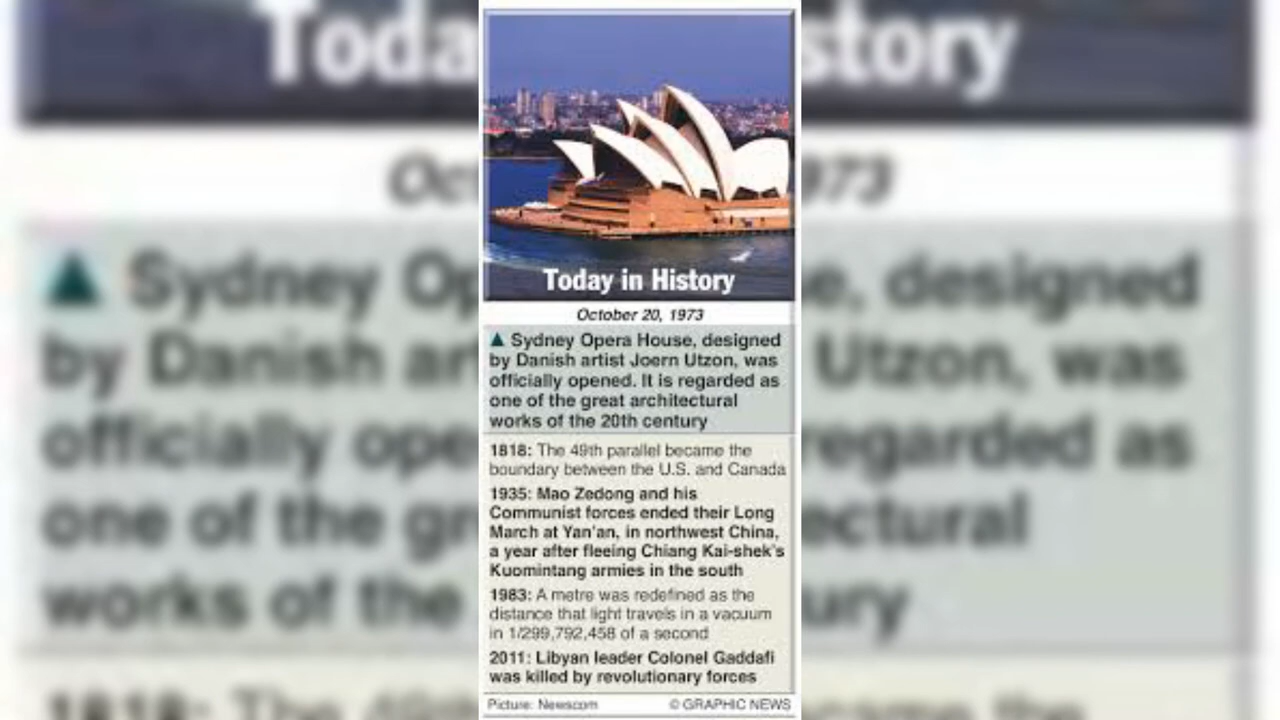 Today in History
October 20, 1973
▲ Sydney Opera House, designed
by Danish artist Joern Utzon, was
officially opened. It is regarded as
one of the great architectural
works of the 20th century
1818: The 49th parallel became the
boundary between the U.S. and Canada
1935: Mao Zedong and his
Communist forces ended their Long
March at Yan'an, in northwest China,
a year after fleeing Chiang Kai-shek's
Kuomintang armies in the south
1983: A metre was redefined as the
distance that light travels in a vacuum
in 1/299,792,458 of a second
2011: Libyan leader Colonel Gaddafi
was killed by revolutionary forces
Picture: Newscom © GRAPHIC NEWS